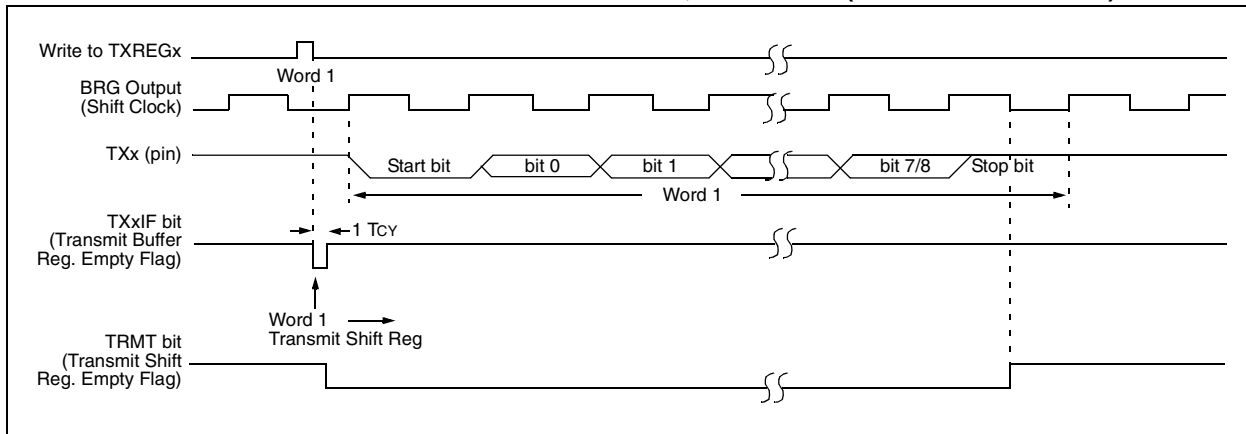 Write to TXREGx
Word 1
BRG Output
(Shift Clock)
TXx (pin)
Start bit
bit 0
bit 1
bit 7/8
Stop bit
Word 1
TXxIF bit
(Transmit Buffer
Reg. Empty Flag)
1 TCY
Word 1
Transmit Shift Reg
TRMT bit
(Transmit Shift
Reg. Empty Flag)